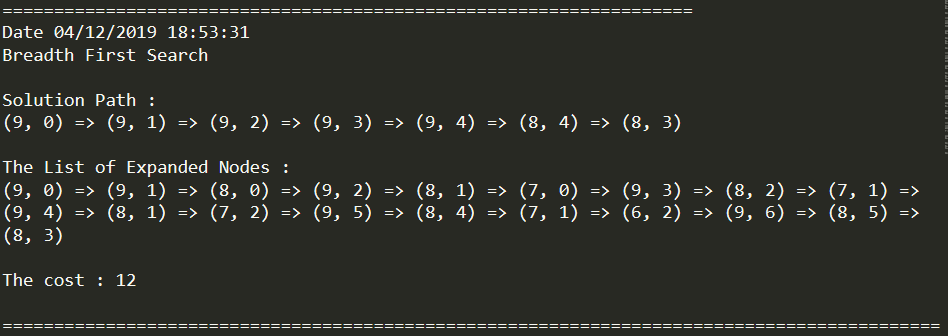 ===================================================================
Date 04/12/2019 18:53:31
Breadth First Search
Solution Path :
(9, 0) => (9, 1) => (9, 2) => (9, 3) => (9, 4) => (8, 4) => (8, 3)
The List of Expanded Nodes :
(9, 0) => (9, 1) => (8, 0) => (9, 2) => (8, 1) => (7, 0) => (9, 3) => (8, 2) => (7, 1) =>
(9, 4) => (8, 1) => (7, 2) => (9, 5) => (8, 4) => (7, 1) => (6, 2) => (9, 6) => (8, 5) =>
(8, 3)
The cost : 12
===========================================================================================